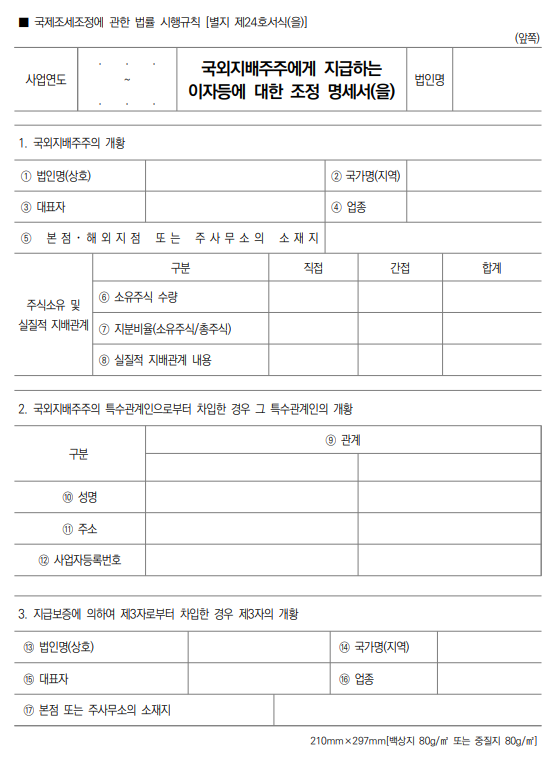 ■ 국제조세조정에 관한 법률 시행규칙 [별지 제24호서식(을)]
(앞쪽)
사업연도
. . .
~
. . .
국외지배주주에게 지급하는
이자등에 대한 조정 명세서(을)
법인명
1. 국외지배주주의 개황
① 법인명(상호)
② 국가명(지역)
③ 대표자
④ 업종
⑤ 본점·해외지점 또는 주사무소의 소재지
주식소유 및
실질적 지배관계
구분 직접 간접 합계
⑥ 소유주식 수량
⑦ 지분비율(소유주식/총주식)
⑧ 실질적 지배관계 내용
2. 국외지배주주의 특수관계인으로부터 차입한 경우 그 특수관계인의 개황
구분
⑨ 관계
⑩ 성명
⑪ 주소
⑫ 사업자등록번호
3. 지급보증에 의하여 제3자로부터 차입한 경우 제3자의 개황
⑬ 법인명(상호)
⑭ 국가명(지역)
⑮ 대표자
⑯ 업종
⑰ 본점 또는 주사무소의 소재지
210mm×297mm[백상지 80g/㎡ 또는 중질지 80g/㎡]